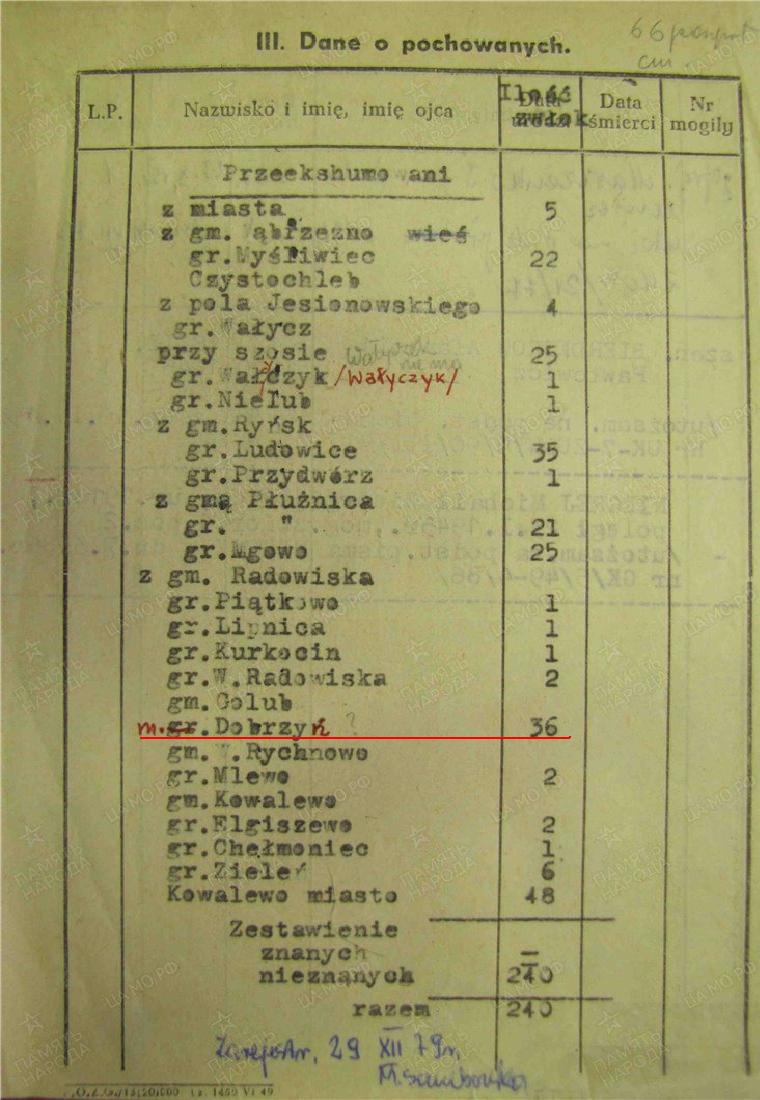 III. Dane o pochowanych.
L.P.
Nazwisko i imię, imię ojca
Ilość
zwłok
Data
śmierci
Nr
mogiły
Przeekshumowani
z miasta 5
z gm. ąbrzezno wieś
gr.Myśliwiec 22
Czystochleb
z pola Jesionowskiego 4
gr.Wałycz
przy szosie 25
gr.Wałczyk /Wałyczyk/ 1
gr.Nielub 1
z gm.Ryńsk
gr.Ludowice 35
gr.Przydwórz 1
z gmą Płużnica
gr. " 21
gr.Mgowo 25
z gm. Radowiska
gr.Piątkowo 1
gr.Lipnica 1
gr.Kurkocin 1
gr.W.Radowiska 2
gm.Golub
m. gr.Dobrzyń ? 36
gm.W.Rychnowo
gr.Mlewo 2
gm.Kowalewo
gr.Elgiszewo 2
gr.Chełmoniec 1
gr.Zieleń 6
Kowalewo miasto 48
Zestawienie
znanych —
nieznanych 240
razem 240
Zarejestr. 29 XII 79r.